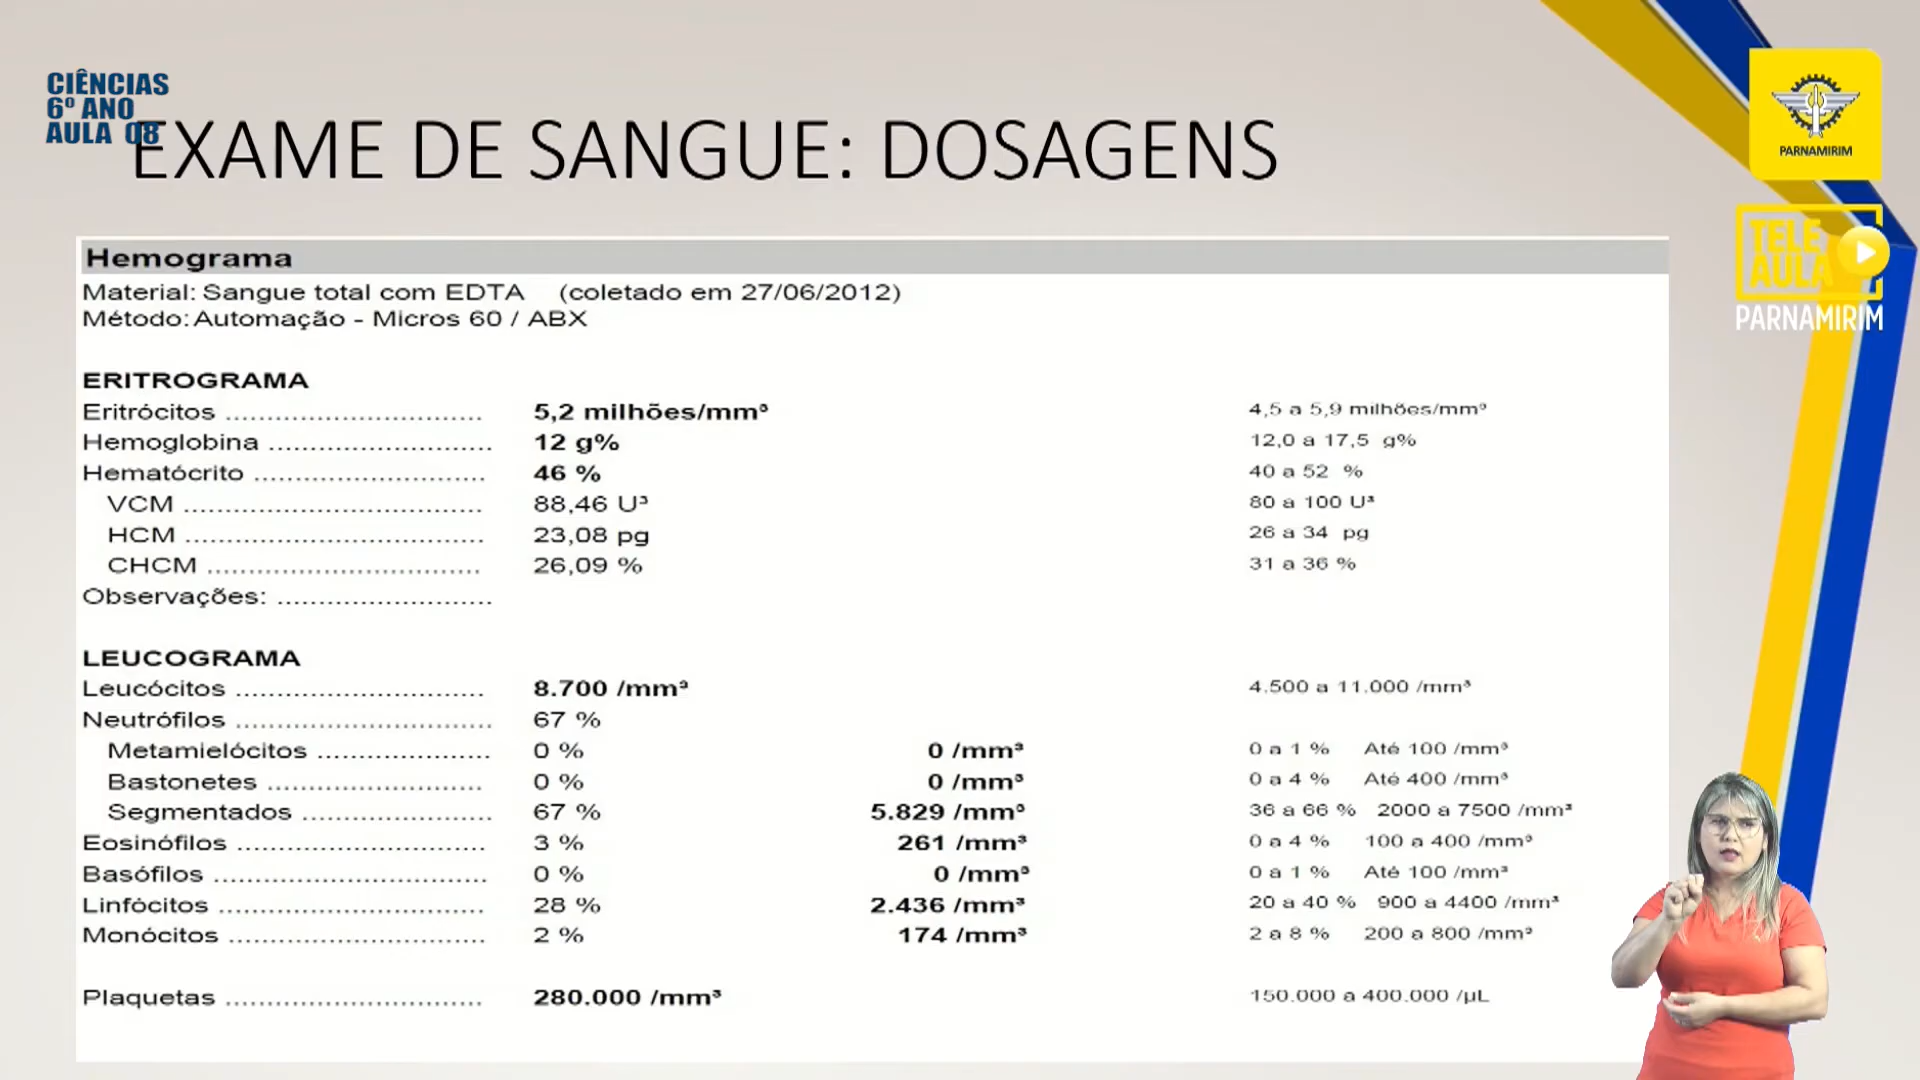 CIÊNCIAS
6º ANO
AULA 08
EXAME DE SANGUE: DOSAGENS
PARNAMIRIM
TELE
AULA
PARNAMIRIM
Hemograma
Material: Sangue total com EDTA (coletado em 27/06/2012)
Método: Automação - Micros 60 / ABX
ERITROGRAMA
Eritrócitos ................................ 5,2 milhões/mm³ 4,5 a 5,9 milhões/mm³
Hemoglobina ............................ 12 g% 12,0 a 17,5 g%
Hematócrito ............................. 46 % 40 a 52 %
VCM ..................................... 88,46 U³ 80 a 100 U³
HCM ..................................... 23,08 pg 26 a 34 pg
CHCM .................................. 26,09 % 31 a 36 %
Observações: ...........................
LEUCOGRAMA
Leucócitos ............................... 8.700 /mm³ 4.500 a 11.000 /mm³
Neutrófilos ................................ 67 %
Metamielócitos ...................... 0 % 0 /mm³ 0 a 1 % Até 100 /mm³
Bastonetes ........................... 0 % 0 /mm³ 0 a 4 % Até 400 /mm³
Segmentados ....................... 67 % 5.829 /mm³ 36 a 66 % 2000 a 7500 /mm³
Eosinófilos ............................... 3 % 261 /mm³ 0 a 4 % 100 a 400 /mm³
Basófilos .................................. 0 % 0 /mm³ 0 a 1 % Até 100 /mm³
Linfócitos ................................. 28 % 2.436 /mm³ 20 a 40 % 900 a 4400 /mm³
Monócitos ................................ 2 % 174 /mm³ 2 a 8 % 200 a 800 /mm³
Plaquetas ................................ 280.000 /mm³ 150.000 a 400.000 /µL